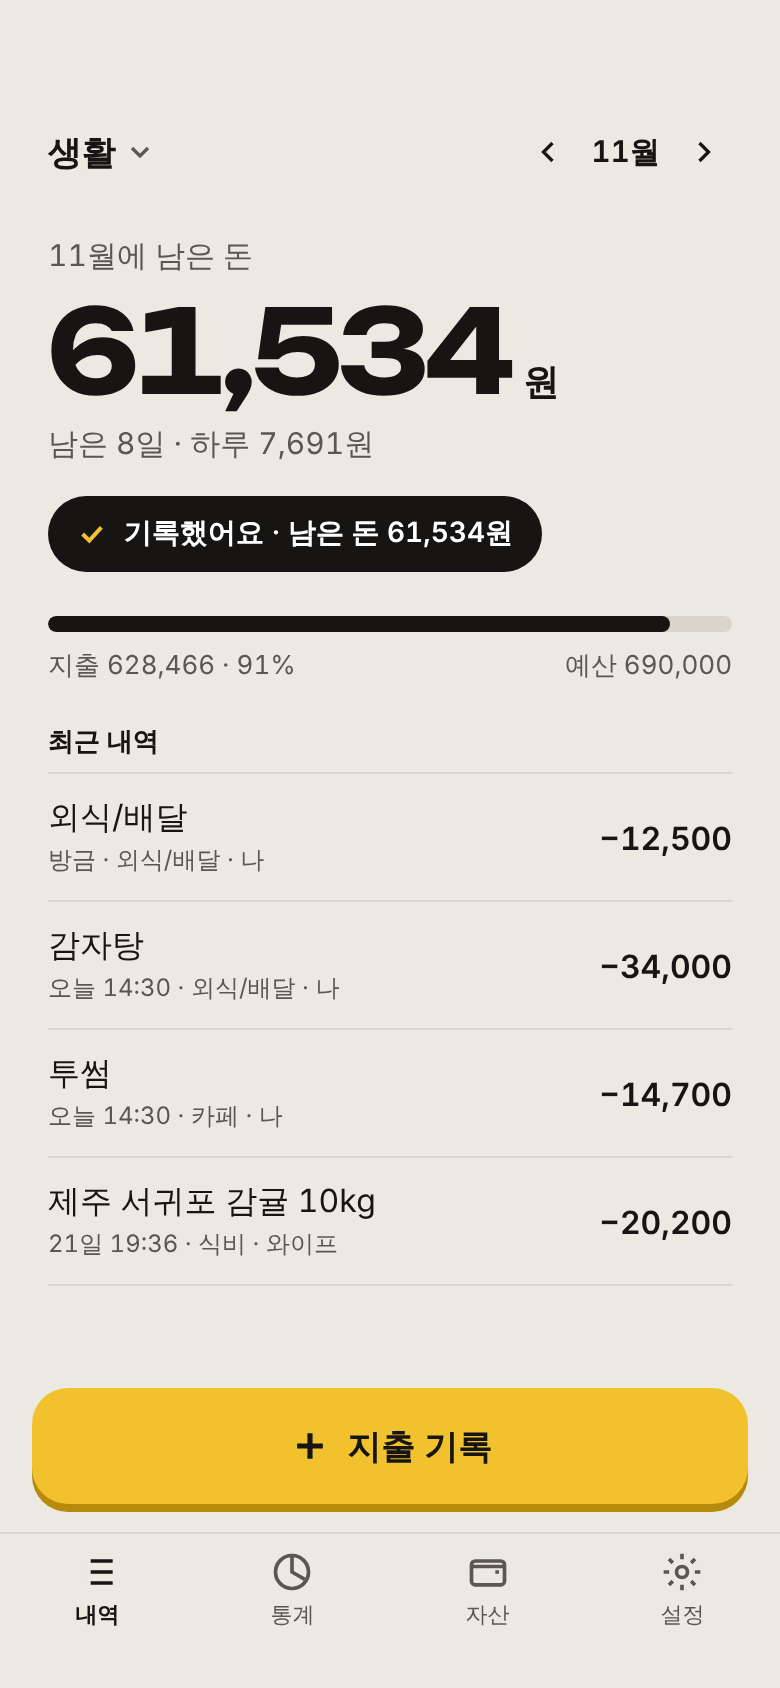 생활
11월
11월에 남은 돈
61,534 원
남은 8일 · 하루 7,691원
기록했어요 · 남은 돈 61,534원
지출 628,466 · 91%
예산 690,000
최근 내역
외식/배달
방금 · 외식/배달 · 나
−12,500
감자탕
오늘 14:30 · 외식/배달 · 나
−34,000
투썸
오늘 14:30 · 카페 · 나
−14,700
제주 서귀포 감귤 10kg
21일 19:36 · 식비 · 와이프
−20,200
+ 지출 기록
내역
통계
자산
설정